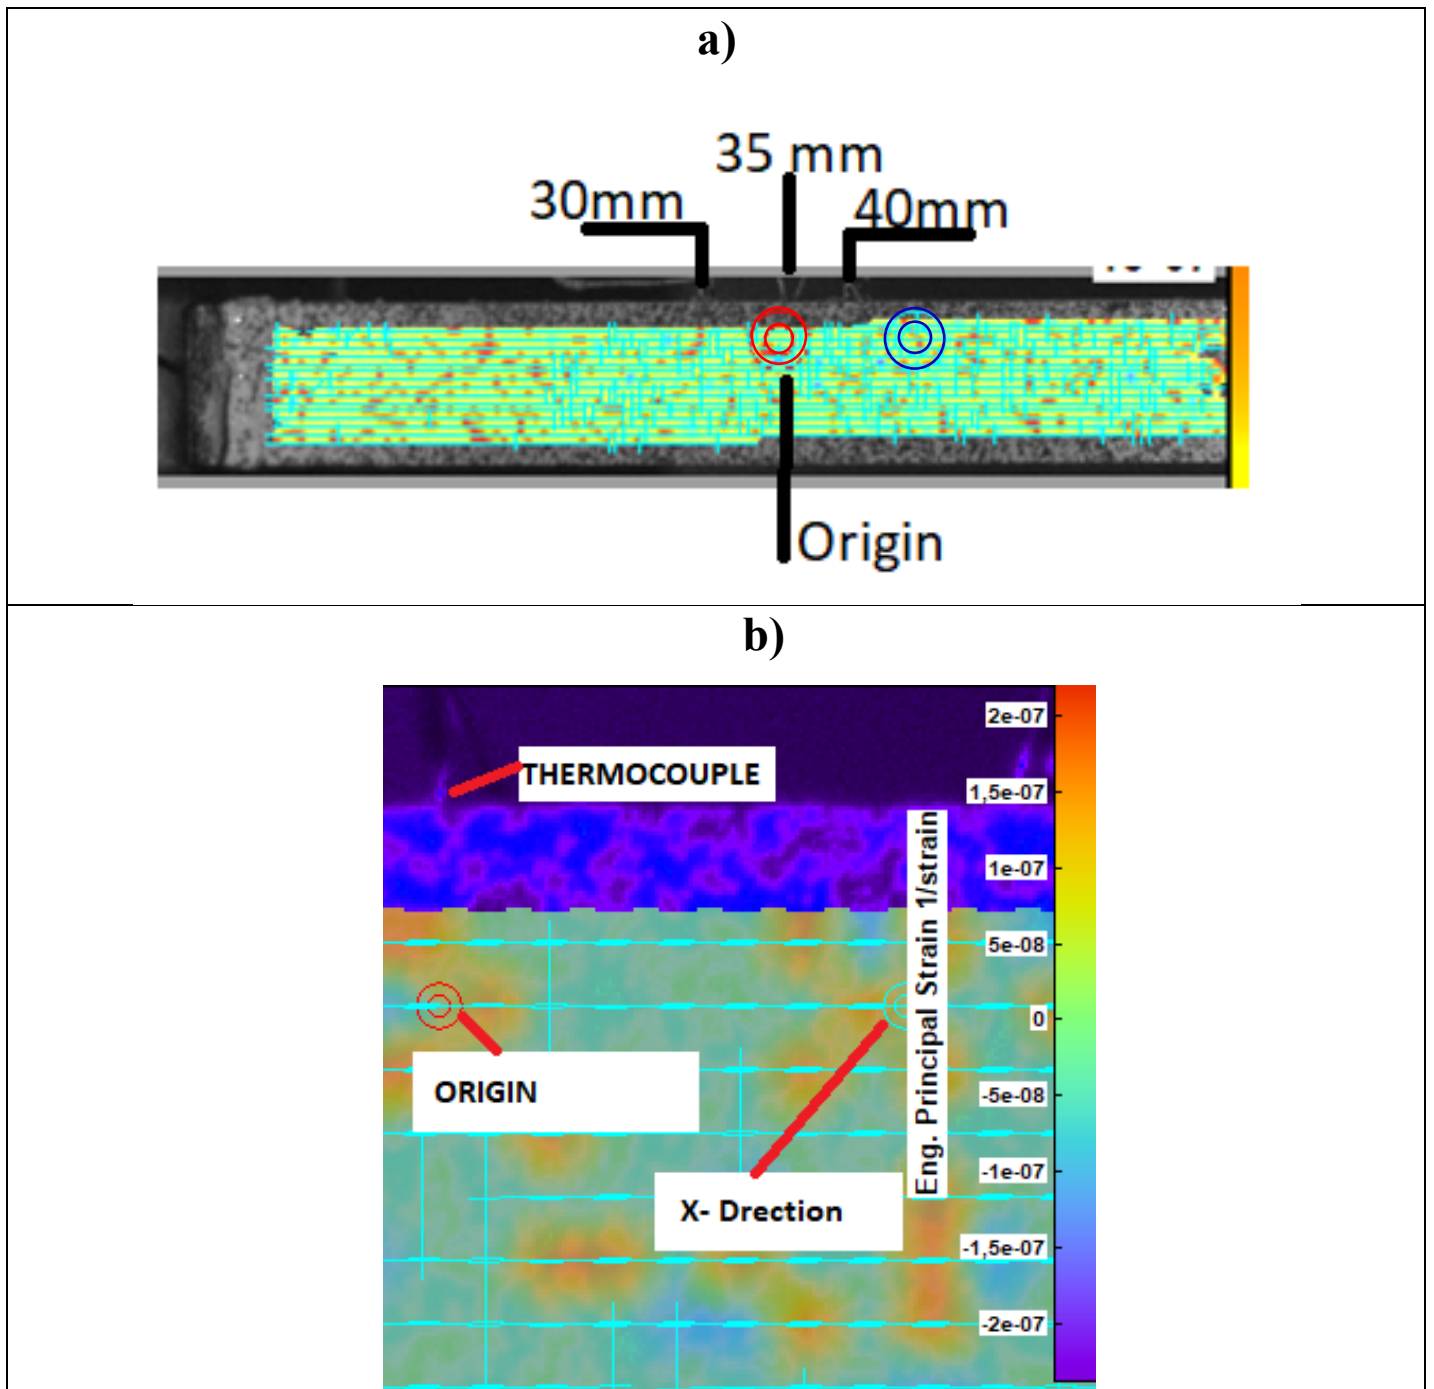 a)
35 mm
30mm
40mm
Origin
b)
2e-07
THERMOCOUPLE
1,5e-07
1e-07
Eng. Principal Strain 1/strain
5e-08
0
ORIGIN
-5e-08
-1e-07
X- Drection
-1,5e-07
-2e-07